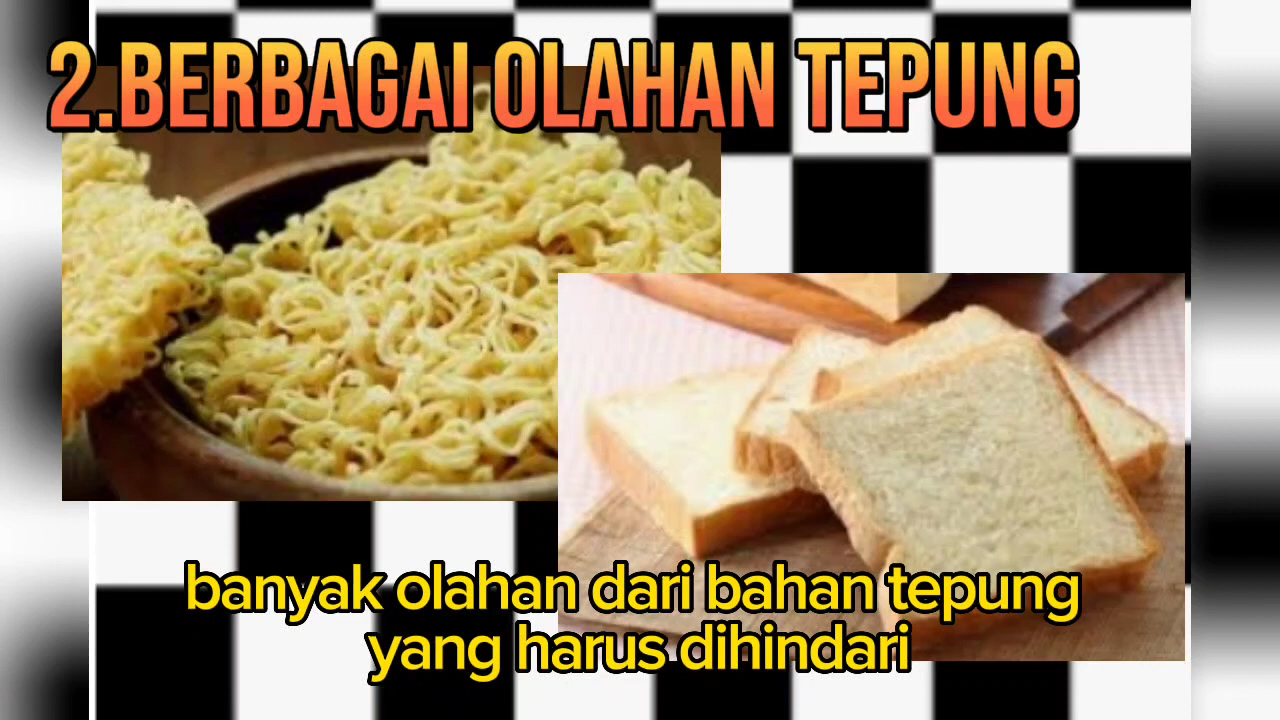 2.BERBAGAI OLAHAN TEPUNG
banyak olahan dari bahan tepung
yang harus dihindari